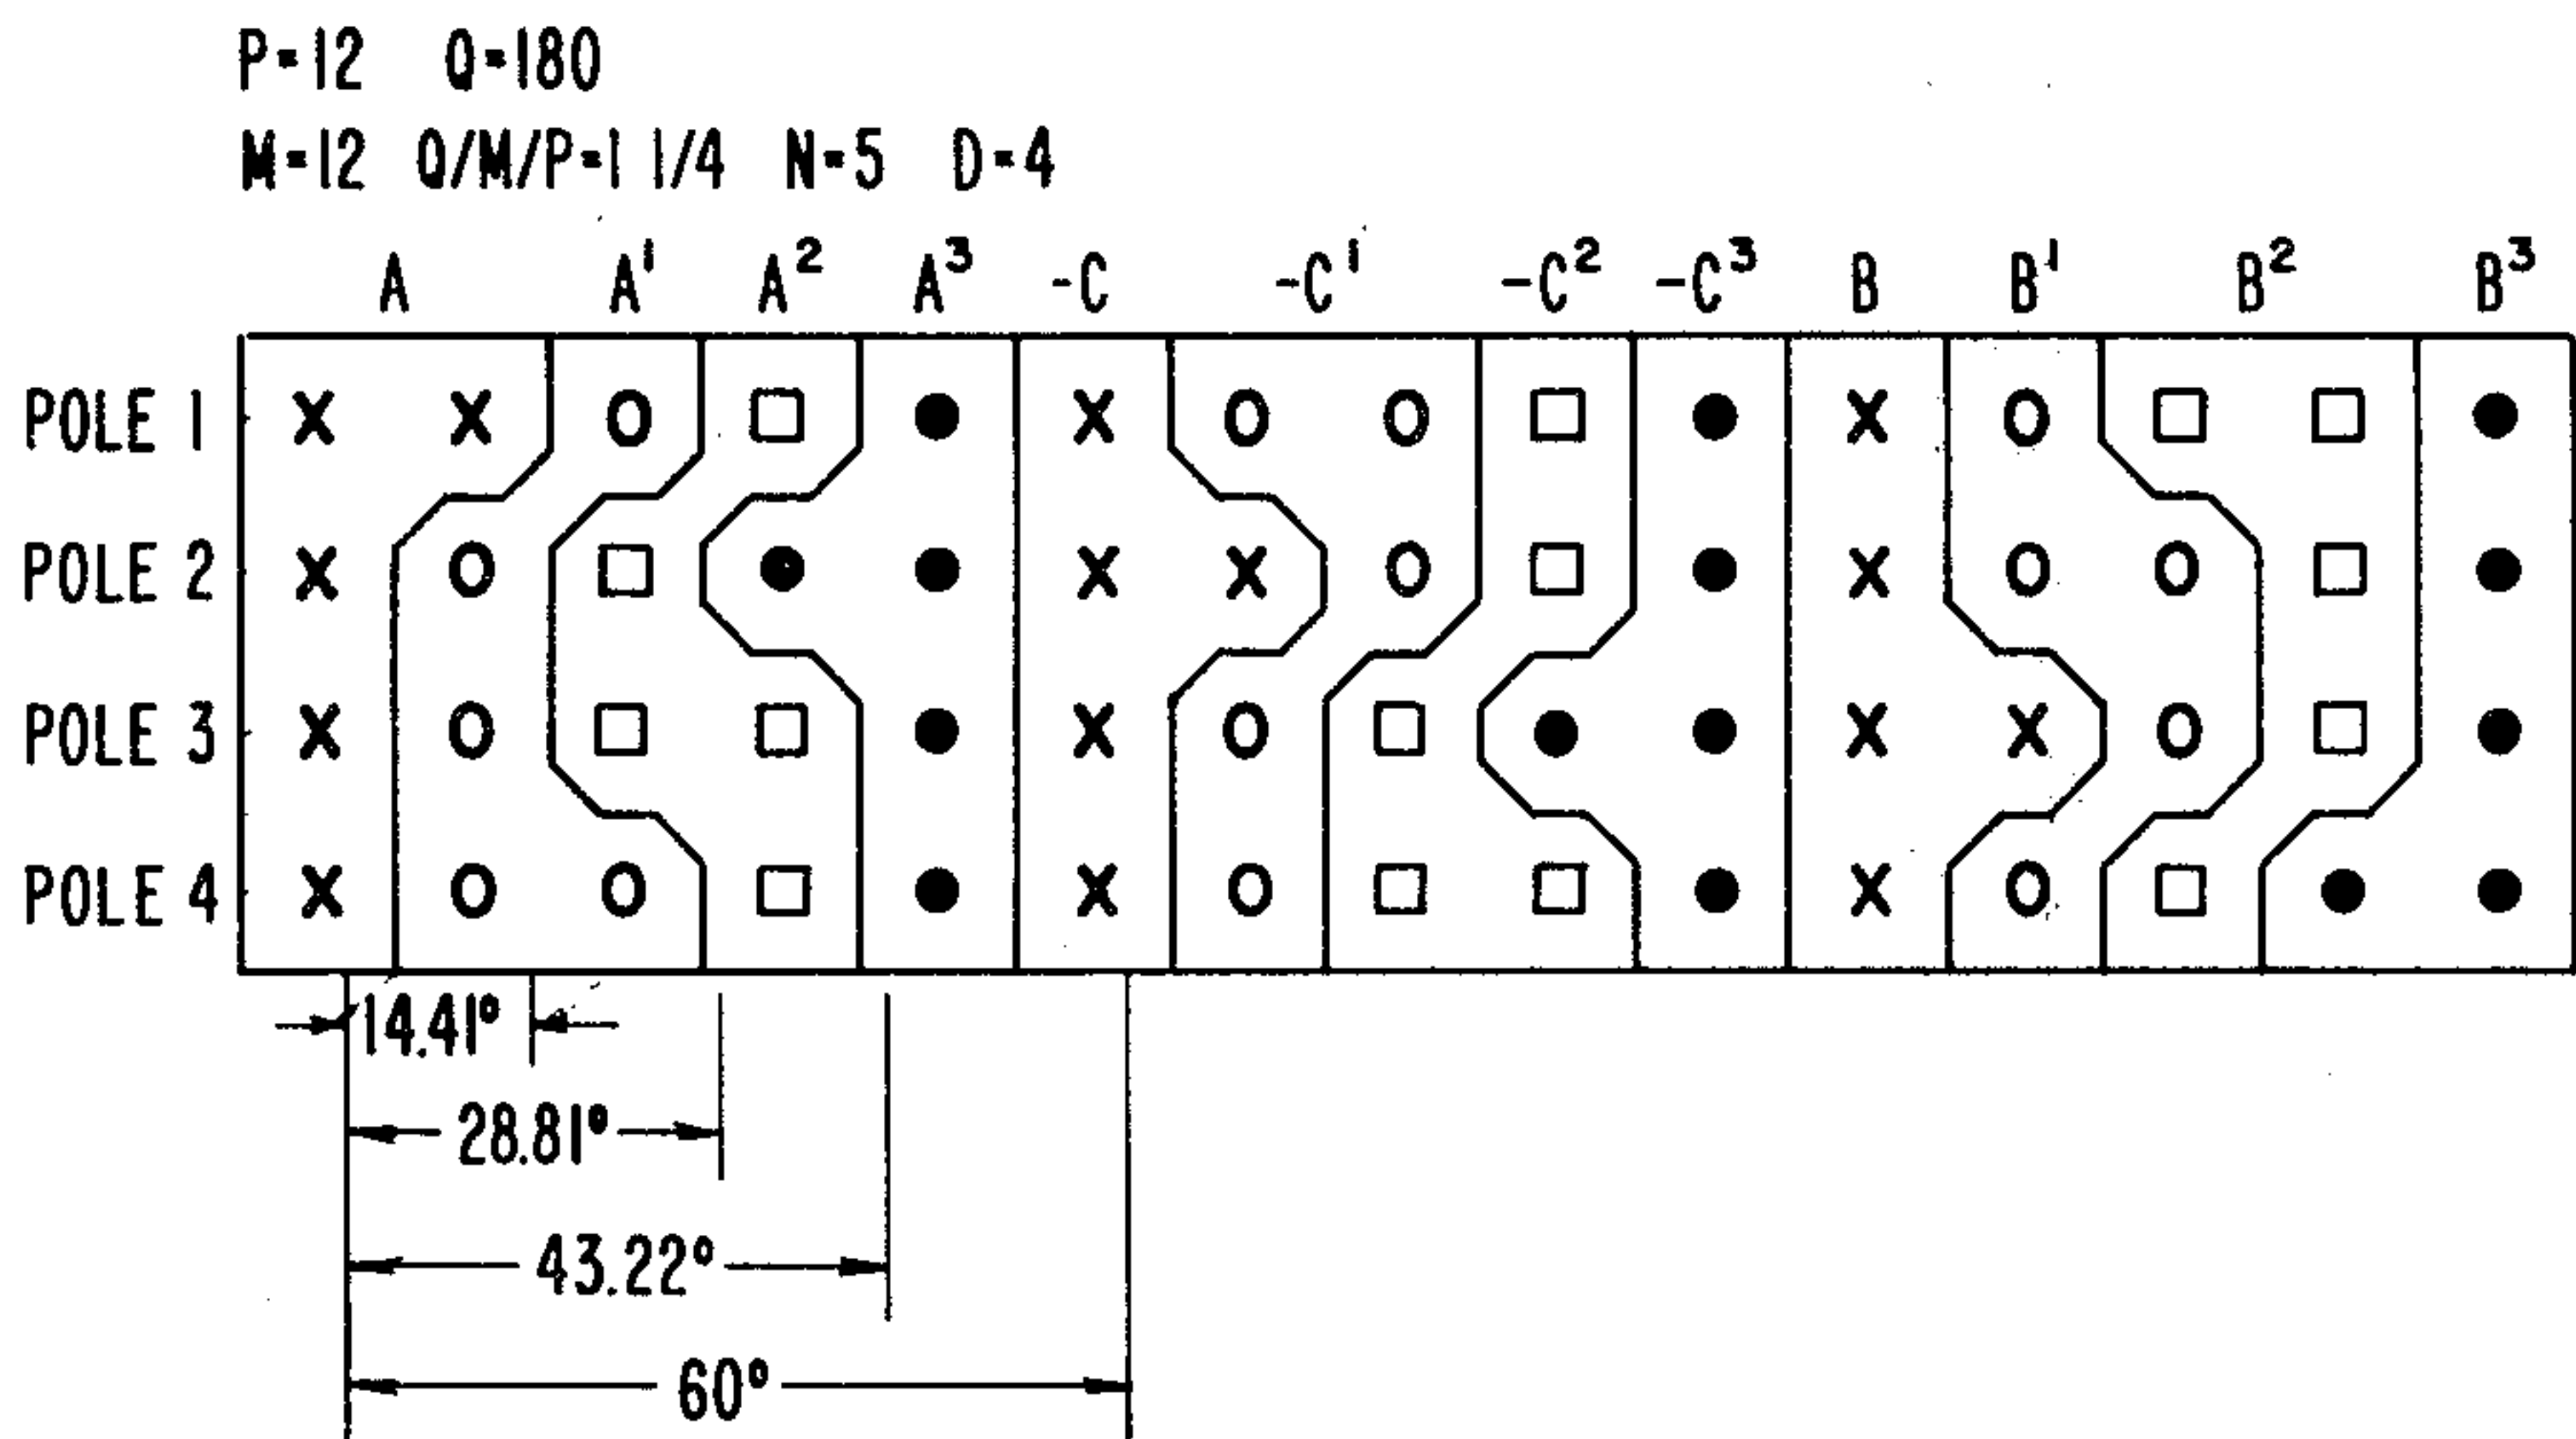 P=12 Q=180
M=12 Q/M/P=1 1/4 N=5 D=4
A A¹ A² A³ -C -C¹ -C² -C³ B B¹ B² B³
POLE 1
POLE 2
POLE 3
POLE 4
14.41°
28.81°
43.22°
60°